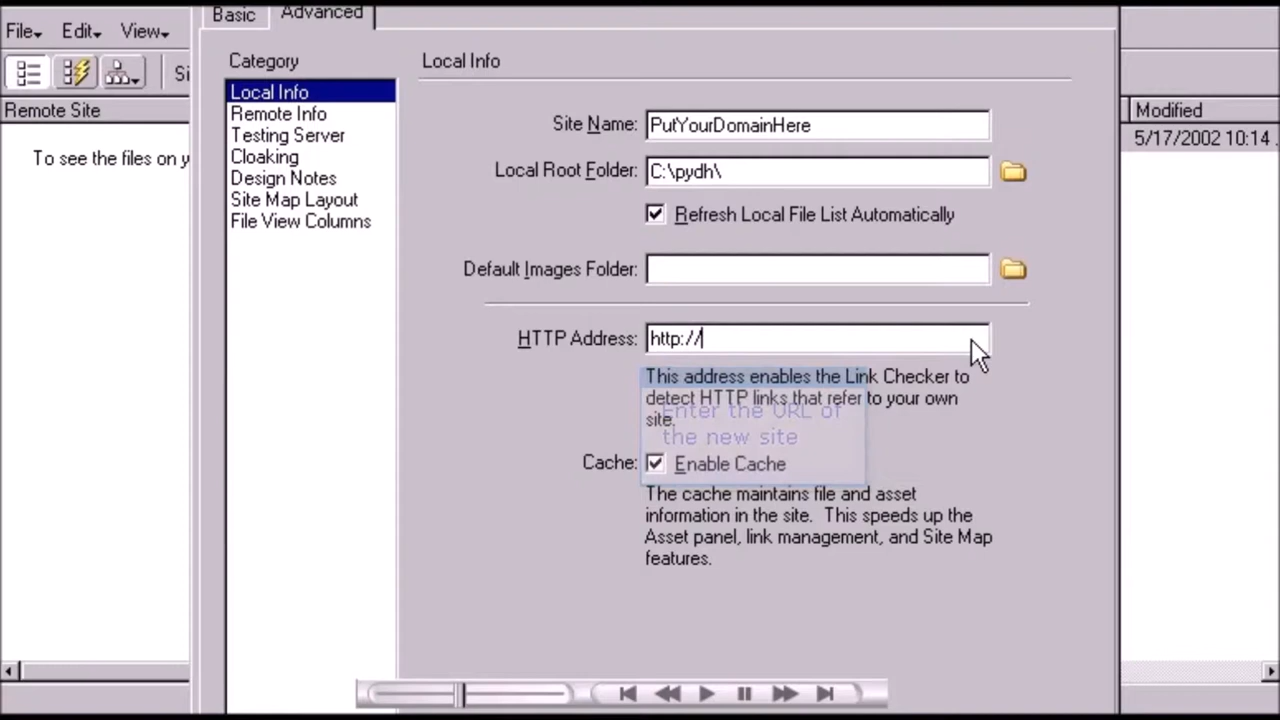 Basic
Advanced
File
Edit
View
Si
Remote Site
To see the files on y
Modified
5/17/2002 10:14 .
Category
Local Info
Remote Info
Testing Server
Cloaking
Design Notes
Site Map Layout
File View Columns
Local Info
Site Name: PutYourDomainHere
Local Root Folder: C:\pydh\
Refresh Local File List Automatically
Default Images Folder:
HTTP Address: http://
This address enables the Link Checker to
detect HTTP links that refer to your own
site.
Enter the URL of
the new site
Cache: Enable Cache
The cache maintains file and asset
information in the site. This speeds up the
Asset panel, link management, and Site Map
features.